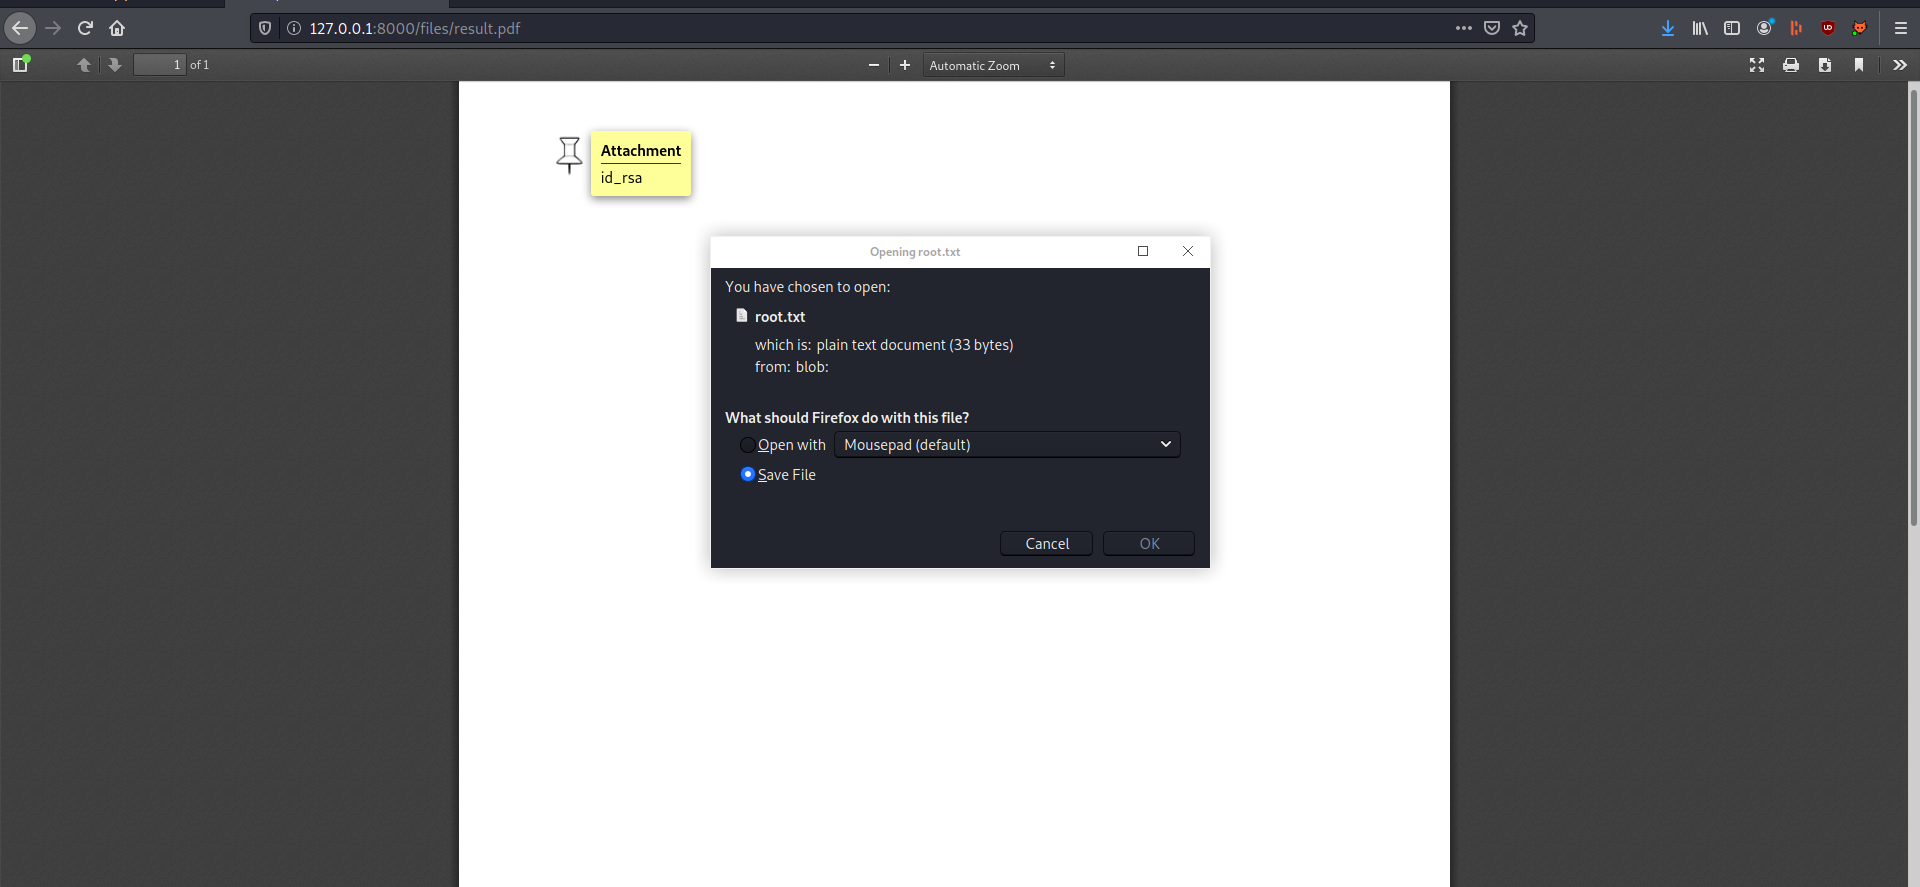 127.0.0.1:8000/files/result.pdf
1 of 1
Automatic Zoom
Attachment
id_rsa
Opening root.txt
You have chosen to open:
root.txt
which is: plain text document (33 bytes)
from: blob:
What should Firefox do with this file?
Open with Mousepad (default)
Save File
Cancel OK